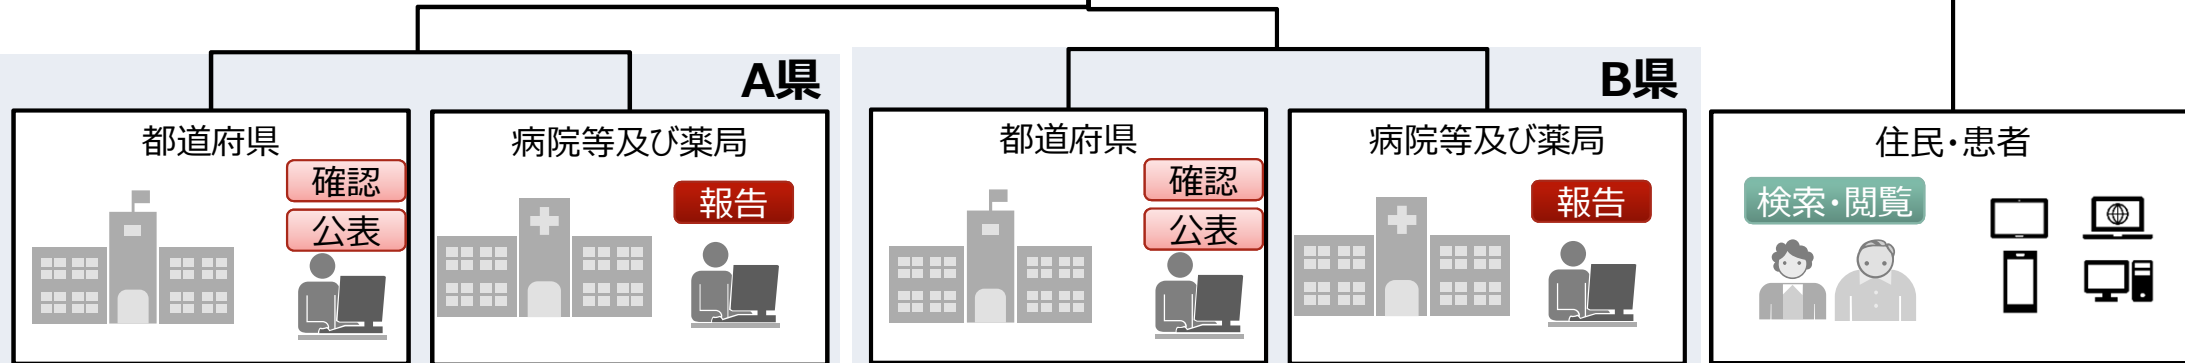 A県
都道府県
確認
公表
病院等及び薬局
報告
B県
都道府県
確認
公表
病院等及び薬局
報告
住民・患者
検索・閲覧